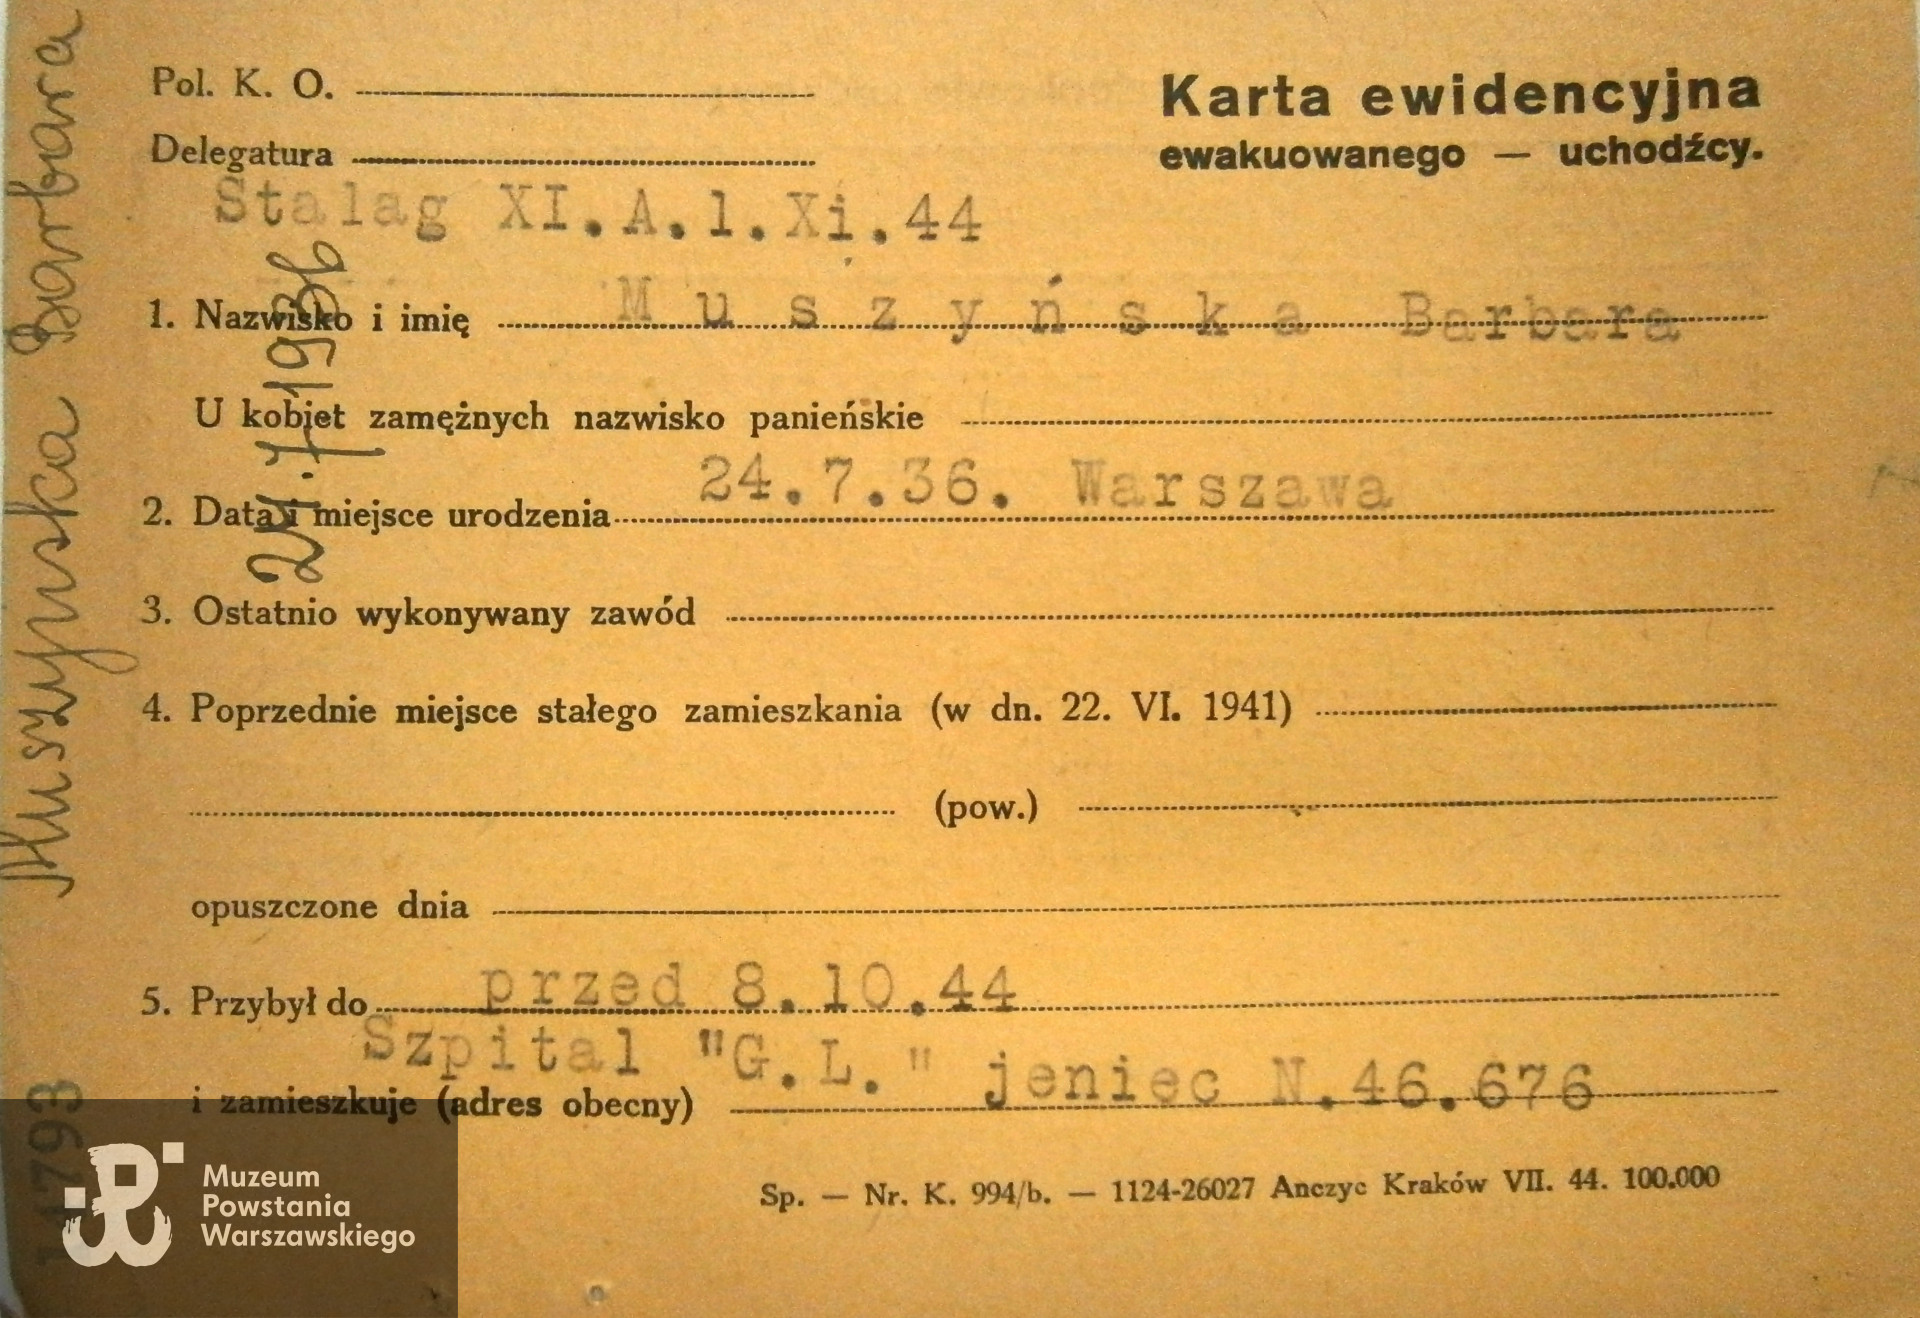 Pol. K. O.
Karta ewidencyjna
Delegatura
ewakuowanego — uchodźcy.
Stalag XI.A.1.Xi.44
1. Nazwisko i imię Muszyńska Barbara
U kobiet zamężnych nazwisko panieńskie
2. Data i miejsce urodzenia 24.7.36. Warszawa
3. Ostatnio wykonywany zawód
4. Poprzednie miejsce stałego zamieszkania (w dn. 22. VI. 1941)
(pow.)
opuszczone dnia
5. Przybył do przed 8.10.44
Szpital "G.L." jeniec N.46.676
i zamieszkuje (adres obecny)
Sp. — Nr. K. 994/b. — 1124-26027 Anczyc Kraków VII. 44. 100.000
Muszyńska Barbara
24.7.1936
Muzeum
Powstania
Warszawskiego